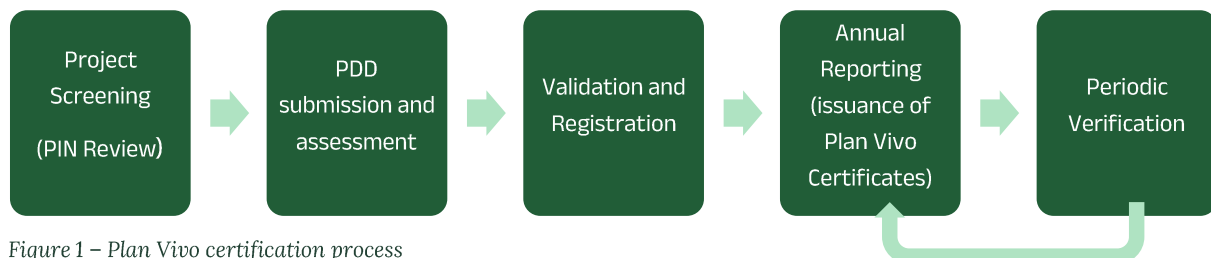 Project
Screening
(PIN Review)
PDD
submission and
assessment
Validation and
Registration
Annual
Reporting
(issuance of
Plan Vivo
Certificates)
Periodic
Verification
Figure 1 – Plan Vivo certification process